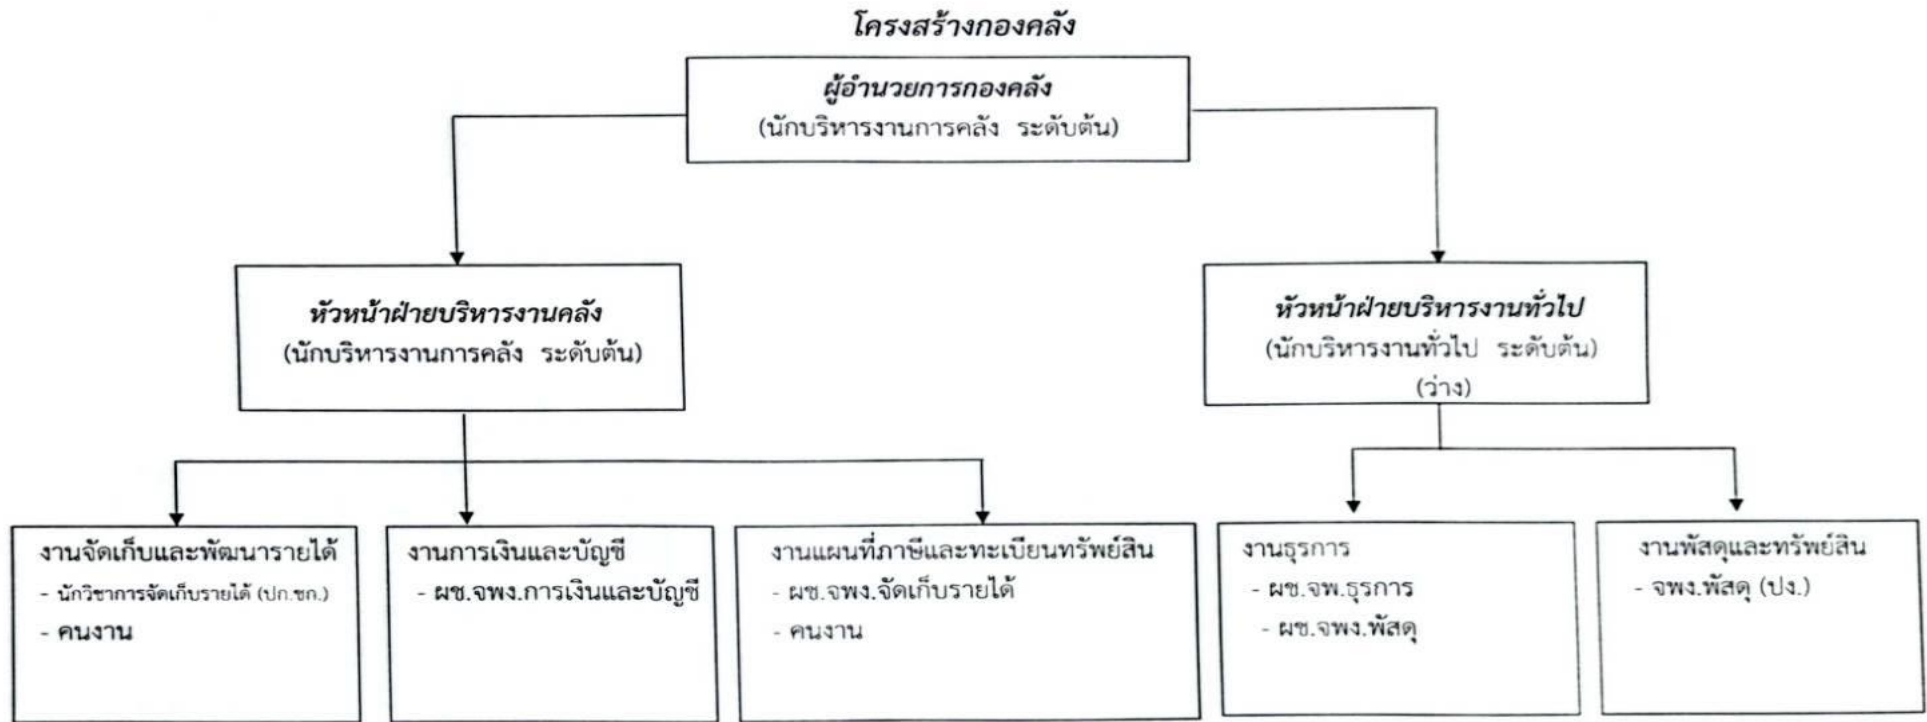 โครงสร้างกองคลัง
ผู้อำนวยการกองคลัง
(นักบริหารงานการคลัง ระดับต้น)
หัวหน้าฝ่ายบริหารงานคลัง
(นักบริหารงานการคลัง ระดับต้น)
หัวหน้าฝ่ายบริหารงานทั่วไป
(นักบริหารงานทั่วไป ระดับต้น)
(ว่าง)
งานจัดเก็บและพัฒนารายได้
- นักวิชาการจัดเก็บรายได้ (ปก.ชก.)
- คนงาน
งานการเงินและบัญชี
- ผช.จพง.การเงินและบัญชี
งานแผนที่ภาษีและทะเบียนทรัพย์สิน
- ผช.จพง.จัดเก็บรายได้
- คนงาน
งานธุรการ
- ผช.จพ.ธุรการ
- ผช.จพง.พัสดุ
งานพัสดุและทรัพย์สิน
- จพง.พัสดุ (ปง.)